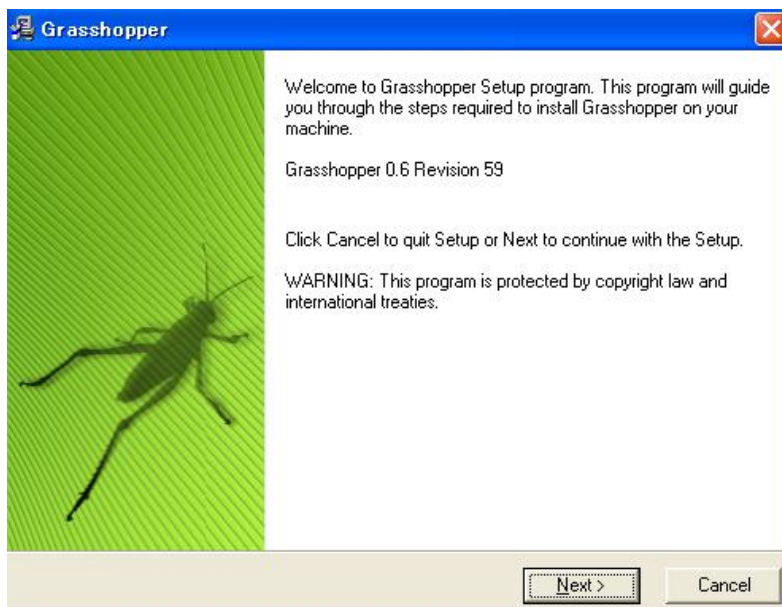 Grasshopper
Welcome to Grasshopper Setup program. This program will guide
you through the steps required to install Grasshopper on your
machine.
Grasshopper 0.6 Revision 59
Click Cancel to quit Setup or Next to continue with the Setup.
WARNING: This program is protected by copyright law and
international treaties.
Next >
Cancel